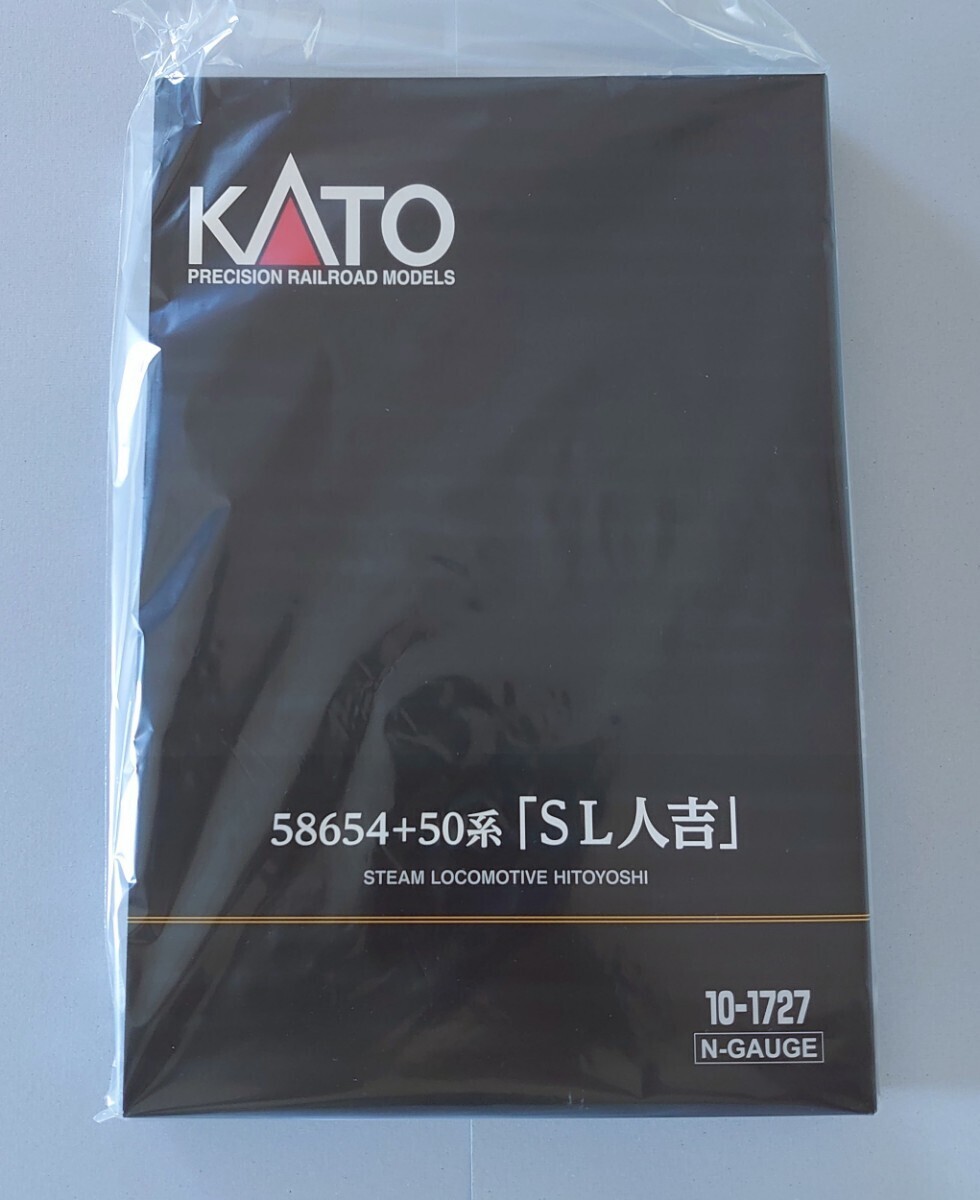 KATO
PRECISION RAILROAD MODELS
58654+50系「ＳＬ人吉」
STEAM LOCOMOTIVE HITOYOSHI
10-1727
N-GAUGE